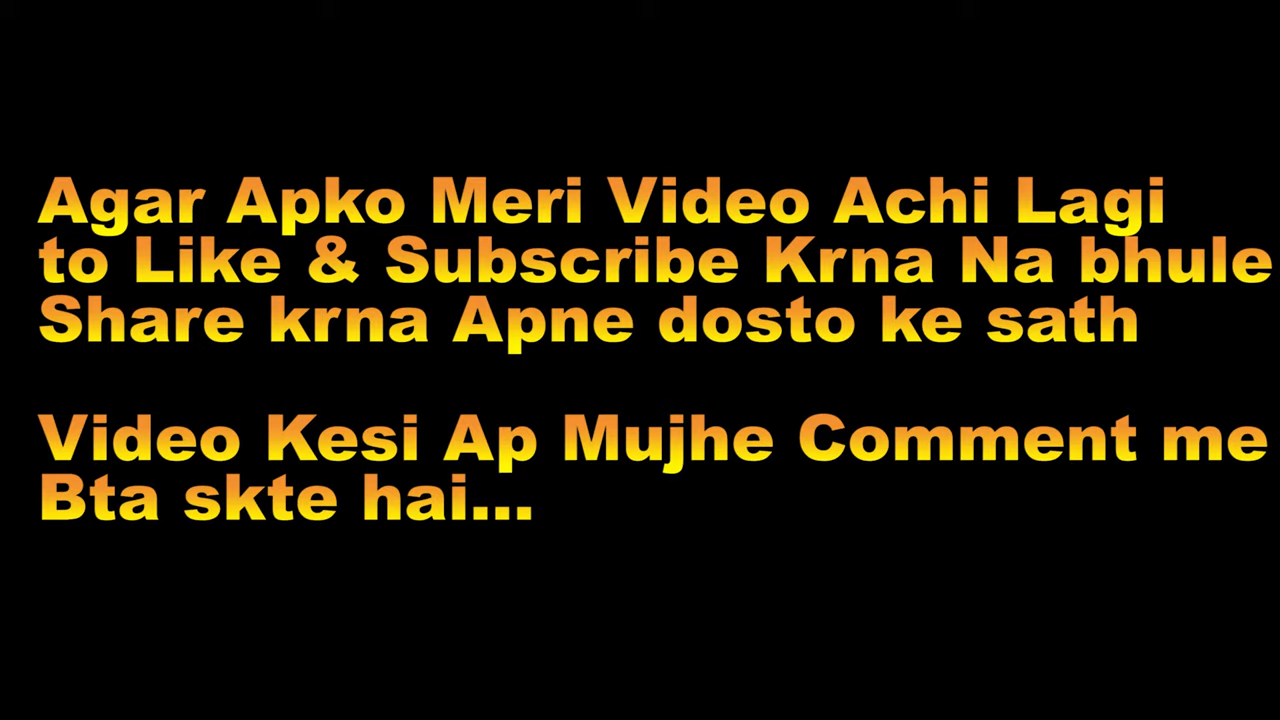 Agar Apko Meri Video Achi Lagi
to Like & Subscribe Krna Na bhule
Share krna Apne dosto ke sath
Video Kesi Ap Mujhe Comment me
Bta skte hai...